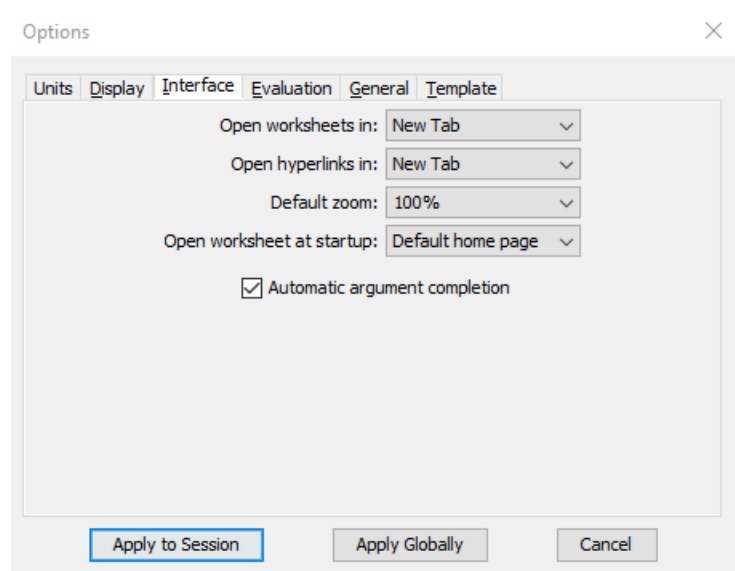 Options
Units Display Interface Evaluation General Template
Open worksheets in: New Tab
Open hyperlinks in: New Tab
Default zoom: 100%
Open worksheet at startup: Default home page
Automatic argument completion
Apply to Session Apply Globally Cancel